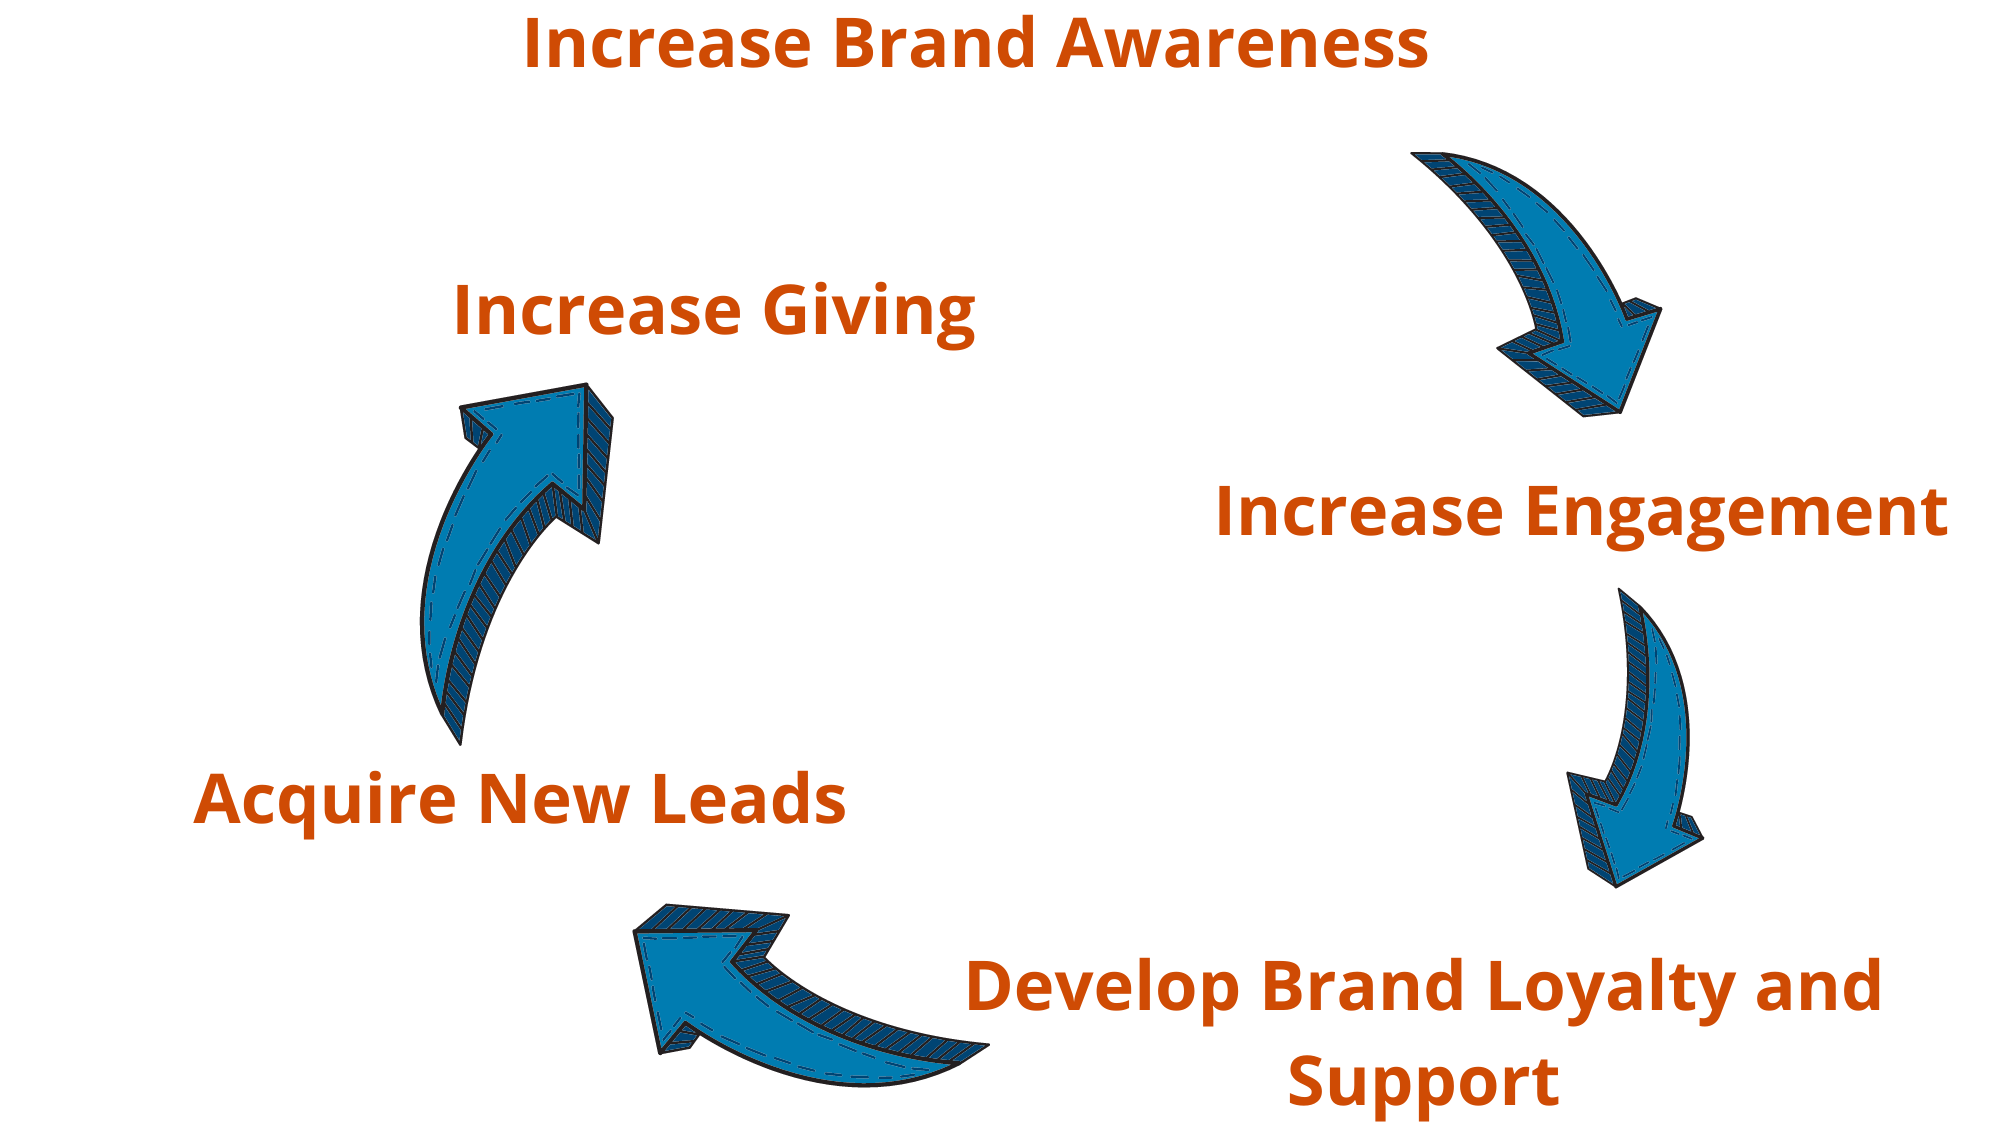 Increase Brand Awareness
Increase Giving
Increase Engagement
Acquire New Leads
Develop Brand Loyalty and
Support